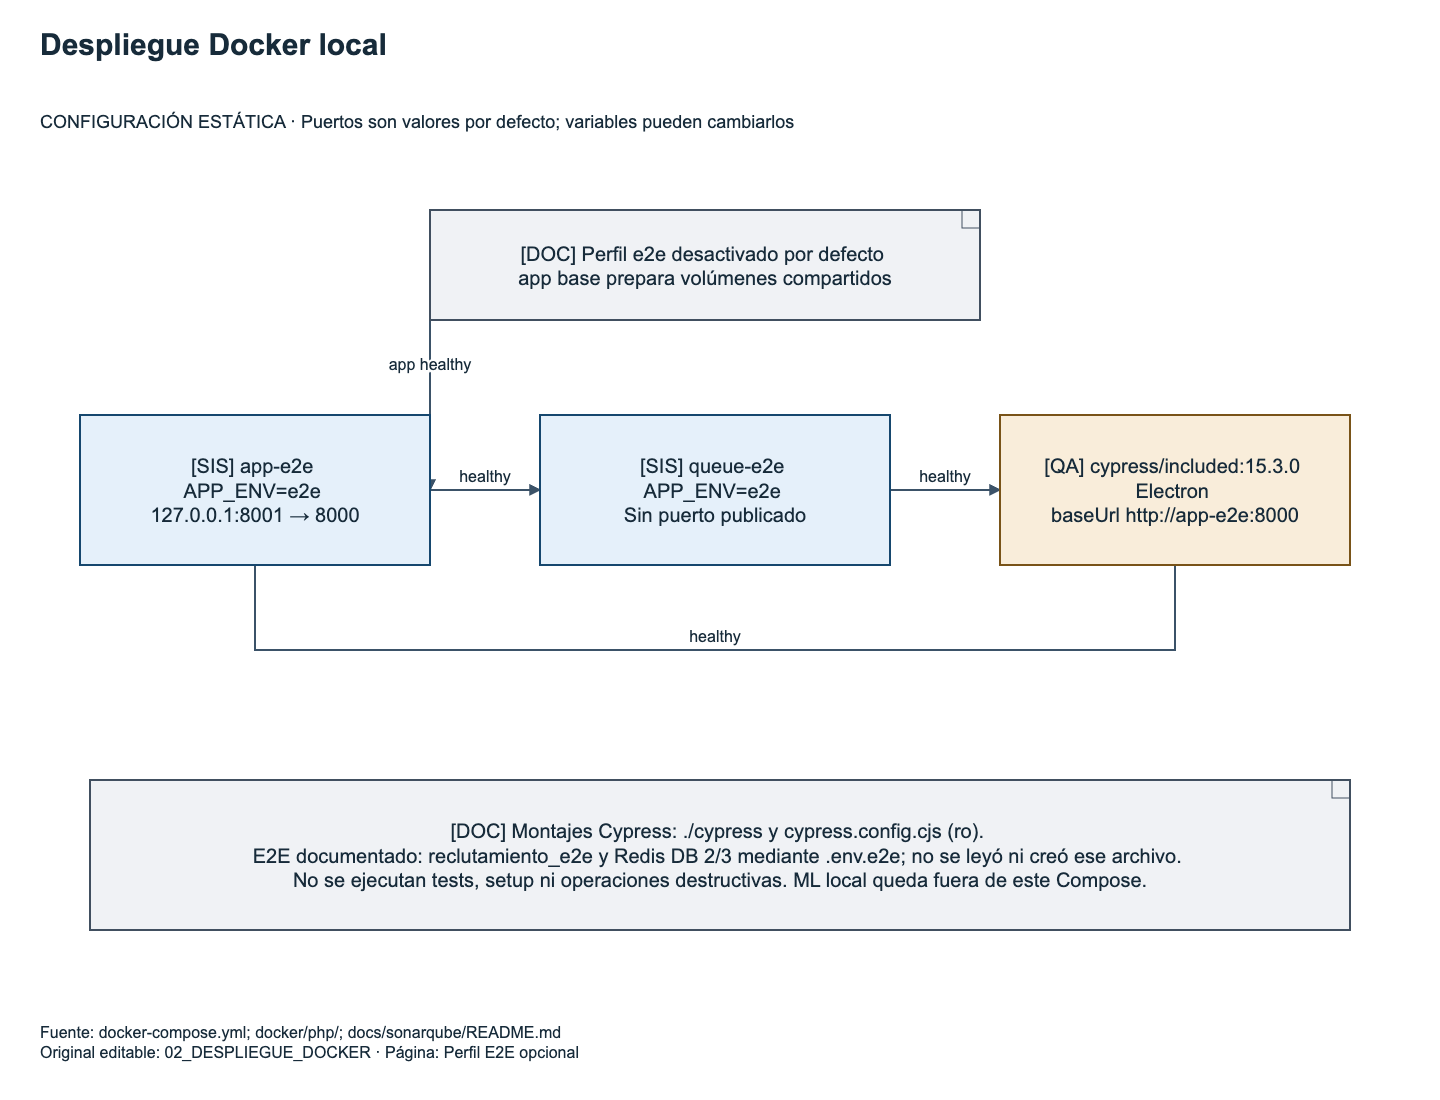 Despliegue Docker local
CONFIGURACIÓN ESTÁTICA · Puertos son valores por defecto; variables pueden cambiarlos
[DOC] Perfil e2e desactivado por defecto
app base prepara volúmenes compartidos
app healthy
[SIS] app-e2e
APP_ENV=e2e
127.0.0.1:8001 → 8000
healthy
[SIS] queue-e2e
APP_ENV=e2e
Sin puerto publicado
healthy
[QA] cypress/included:15.3.0
Electron
baseUrl http://app-e2e:8000
healthy
[DOC] Montajes Cypress: ./cypress y cypress.config.cjs (ro).
E2E documentado: reclutamiento_e2e y Redis DB 2/3 mediante .env.e2e; no se leyó ni creó ese archivo.
No se ejecutan tests, setup ni operaciones destructivas. ML local queda fuera de este Compose.
Fuente: docker-compose.yml; docker/php/; docs/sonarqube/README.md
Original editable: 02_DESPLIEGUE_DOCKER · Página: Perfil E2E opcional